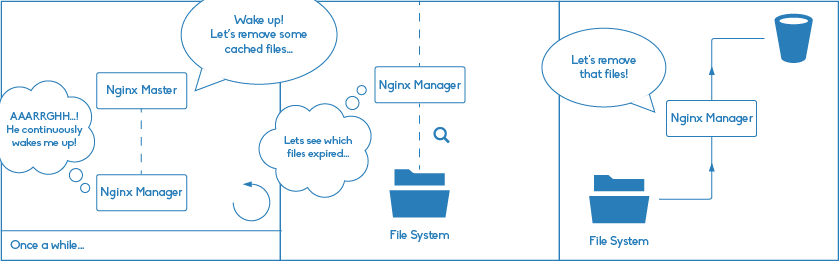 Wake up!
Let's remove some
cached files...
Nginx Master
AAARRGHH...!
He continuously
wakes me up!
Nginx Manager
Once a while...
Nginx Manager
Lets see which
files expired...
File System
Let's remove
that files!
Nginx Manager
File System